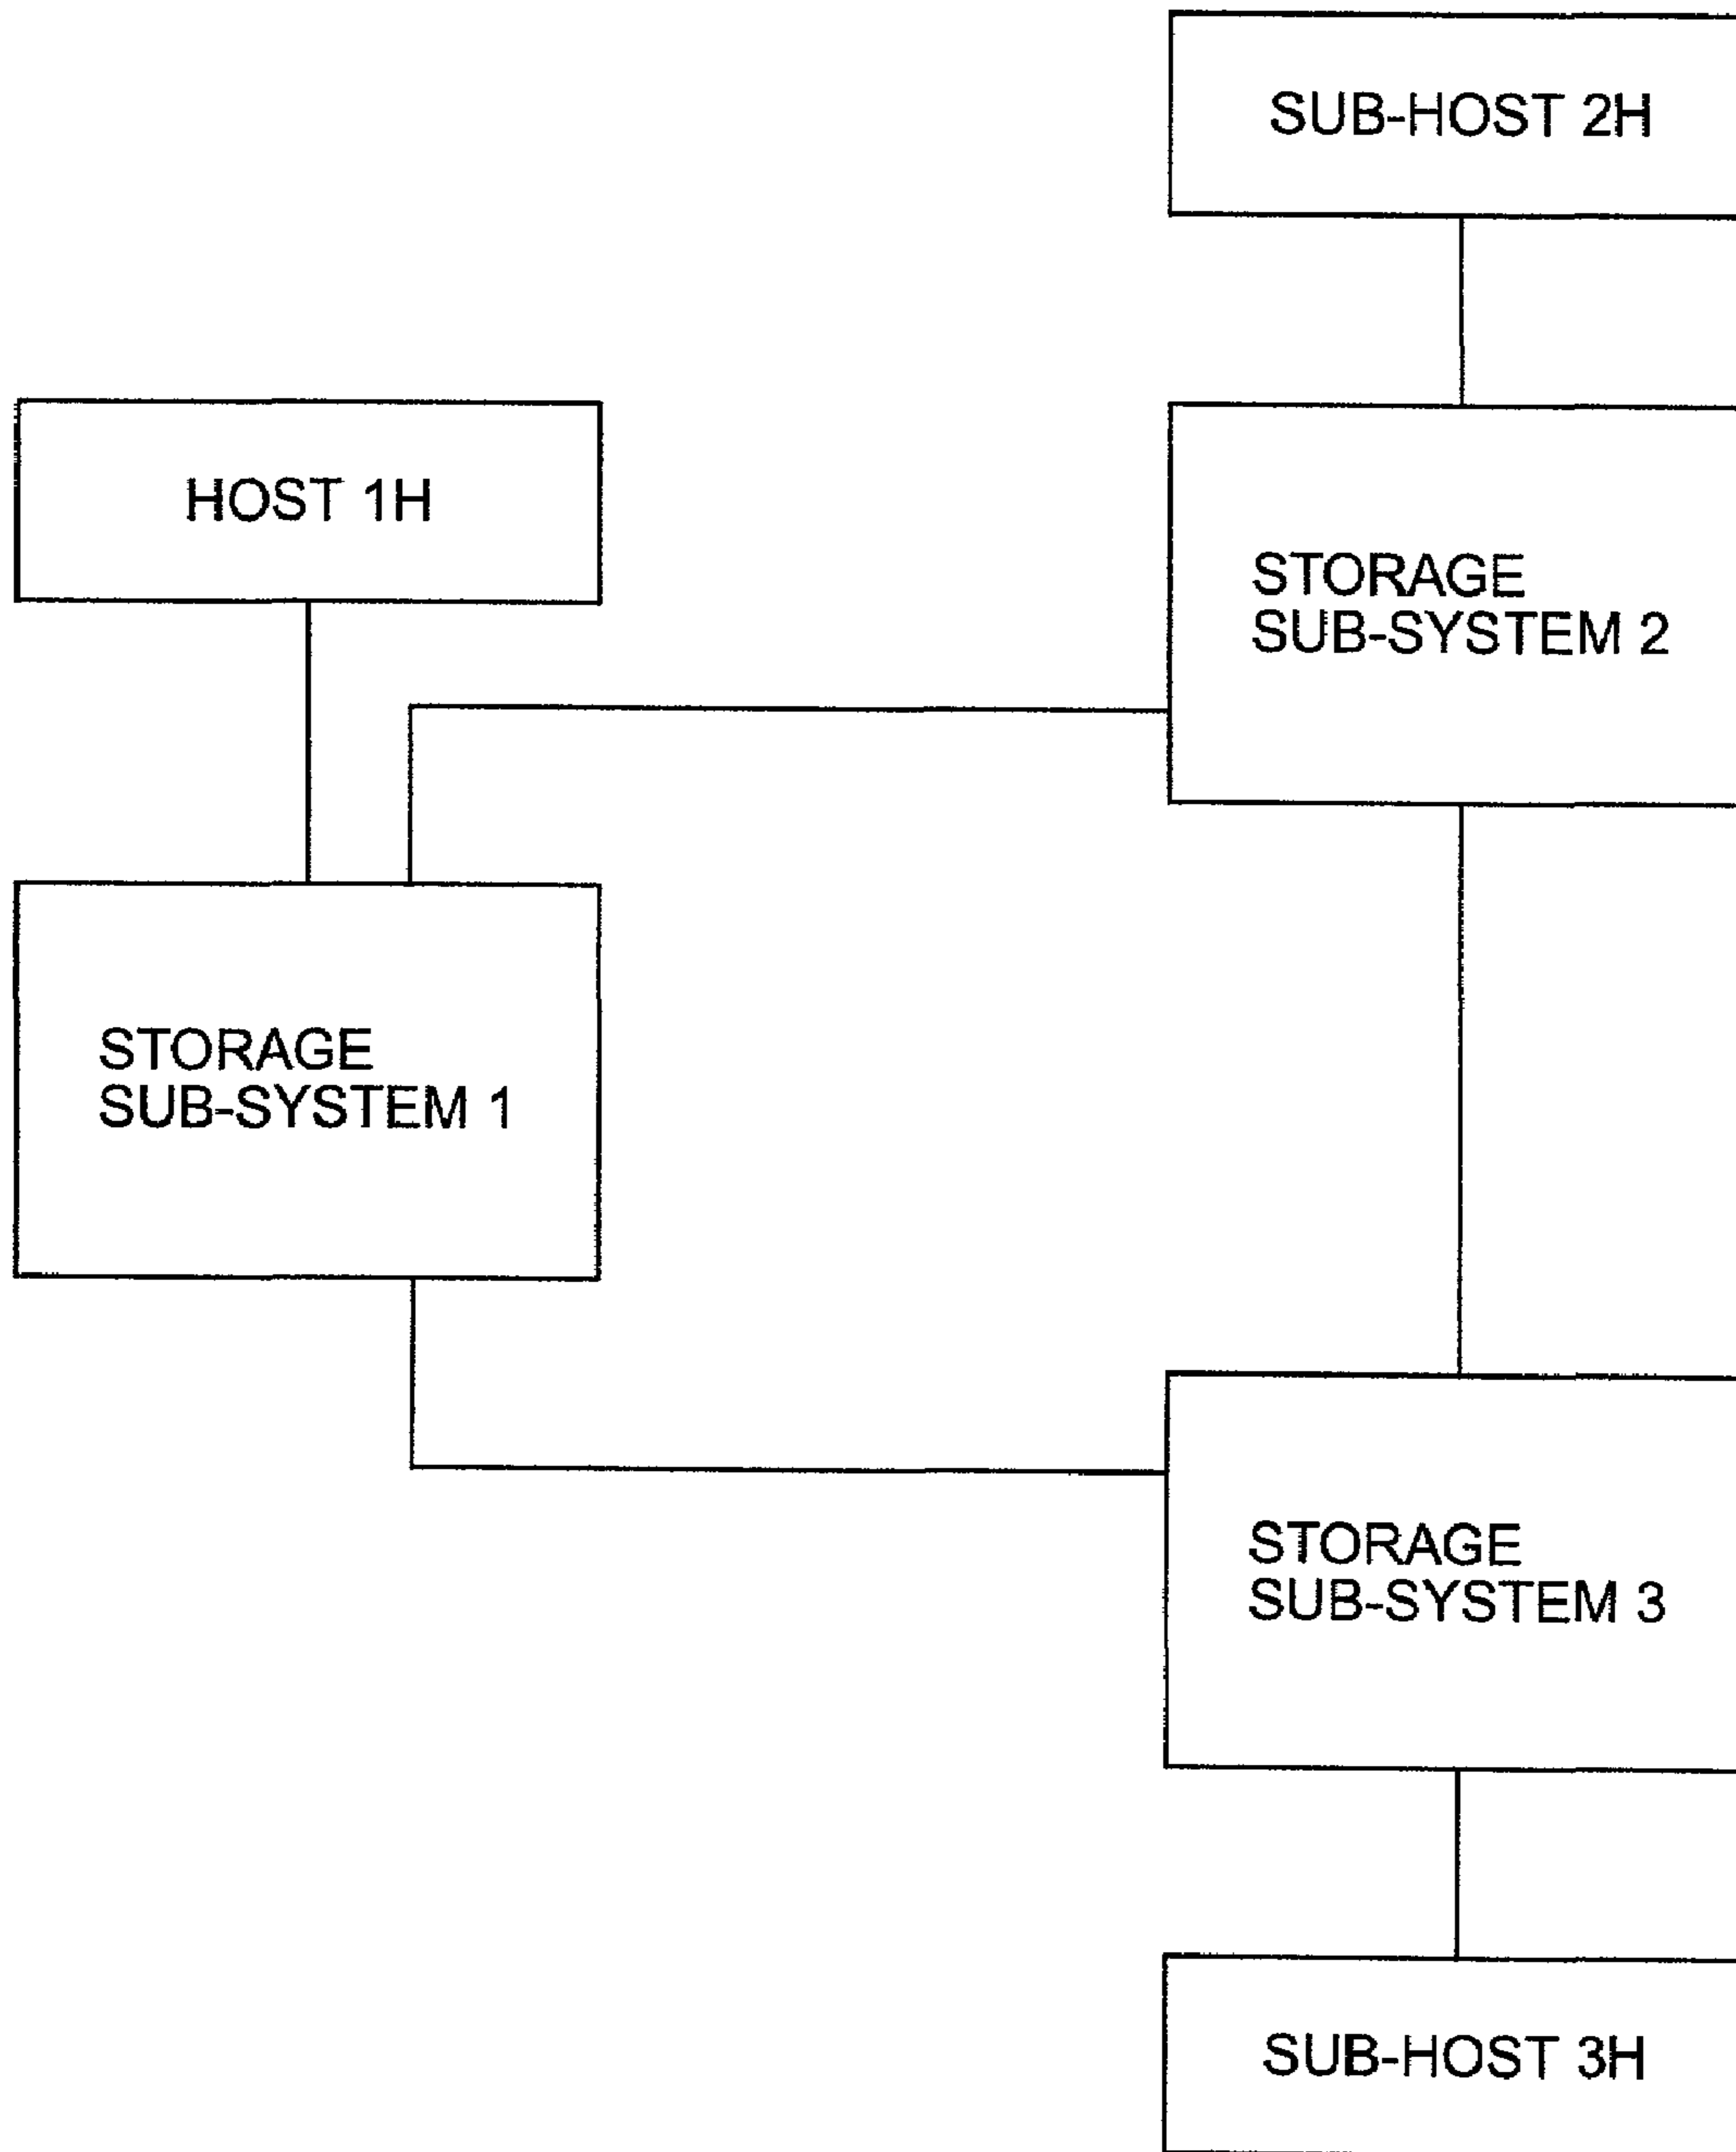 SUB-HOST 2H
HOST 1H
STORAGE
SUB-SYSTEM 2
STORAGE
SUB-SYSTEM 1
STORAGE
SUB-SYSTEM 3
SUB-HOST 3H